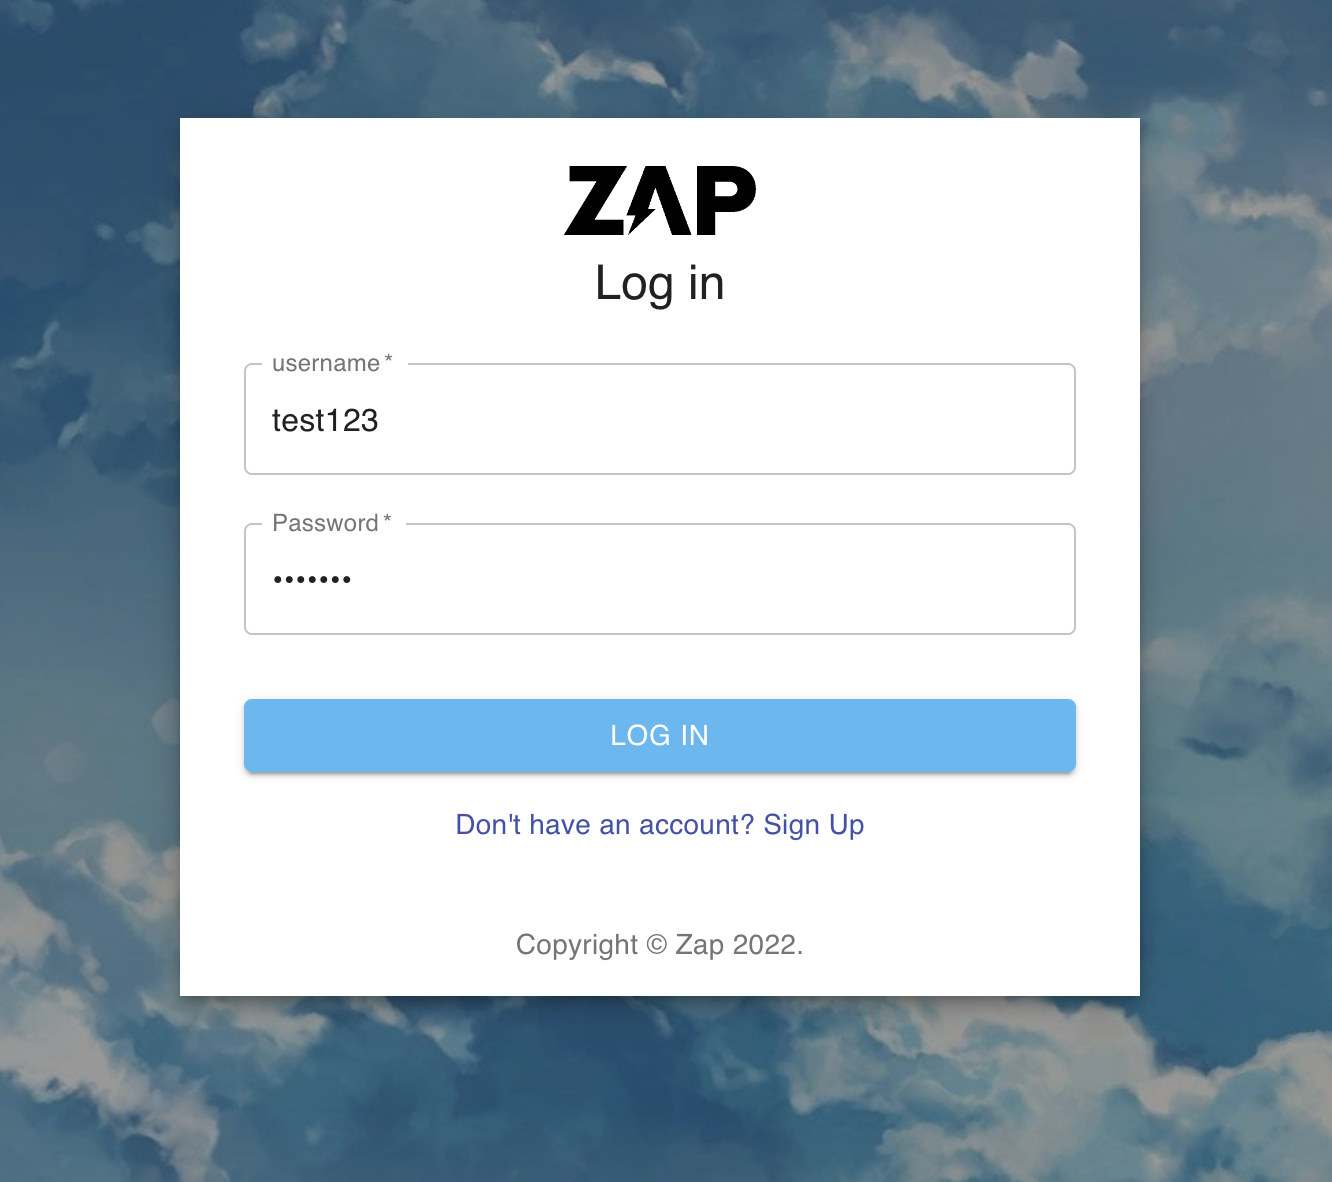 ZAP
Log in
username *
test123
Password *
•••••••
LOG IN
Don't have an account? Sign Up
Copyright © Zap 2022.